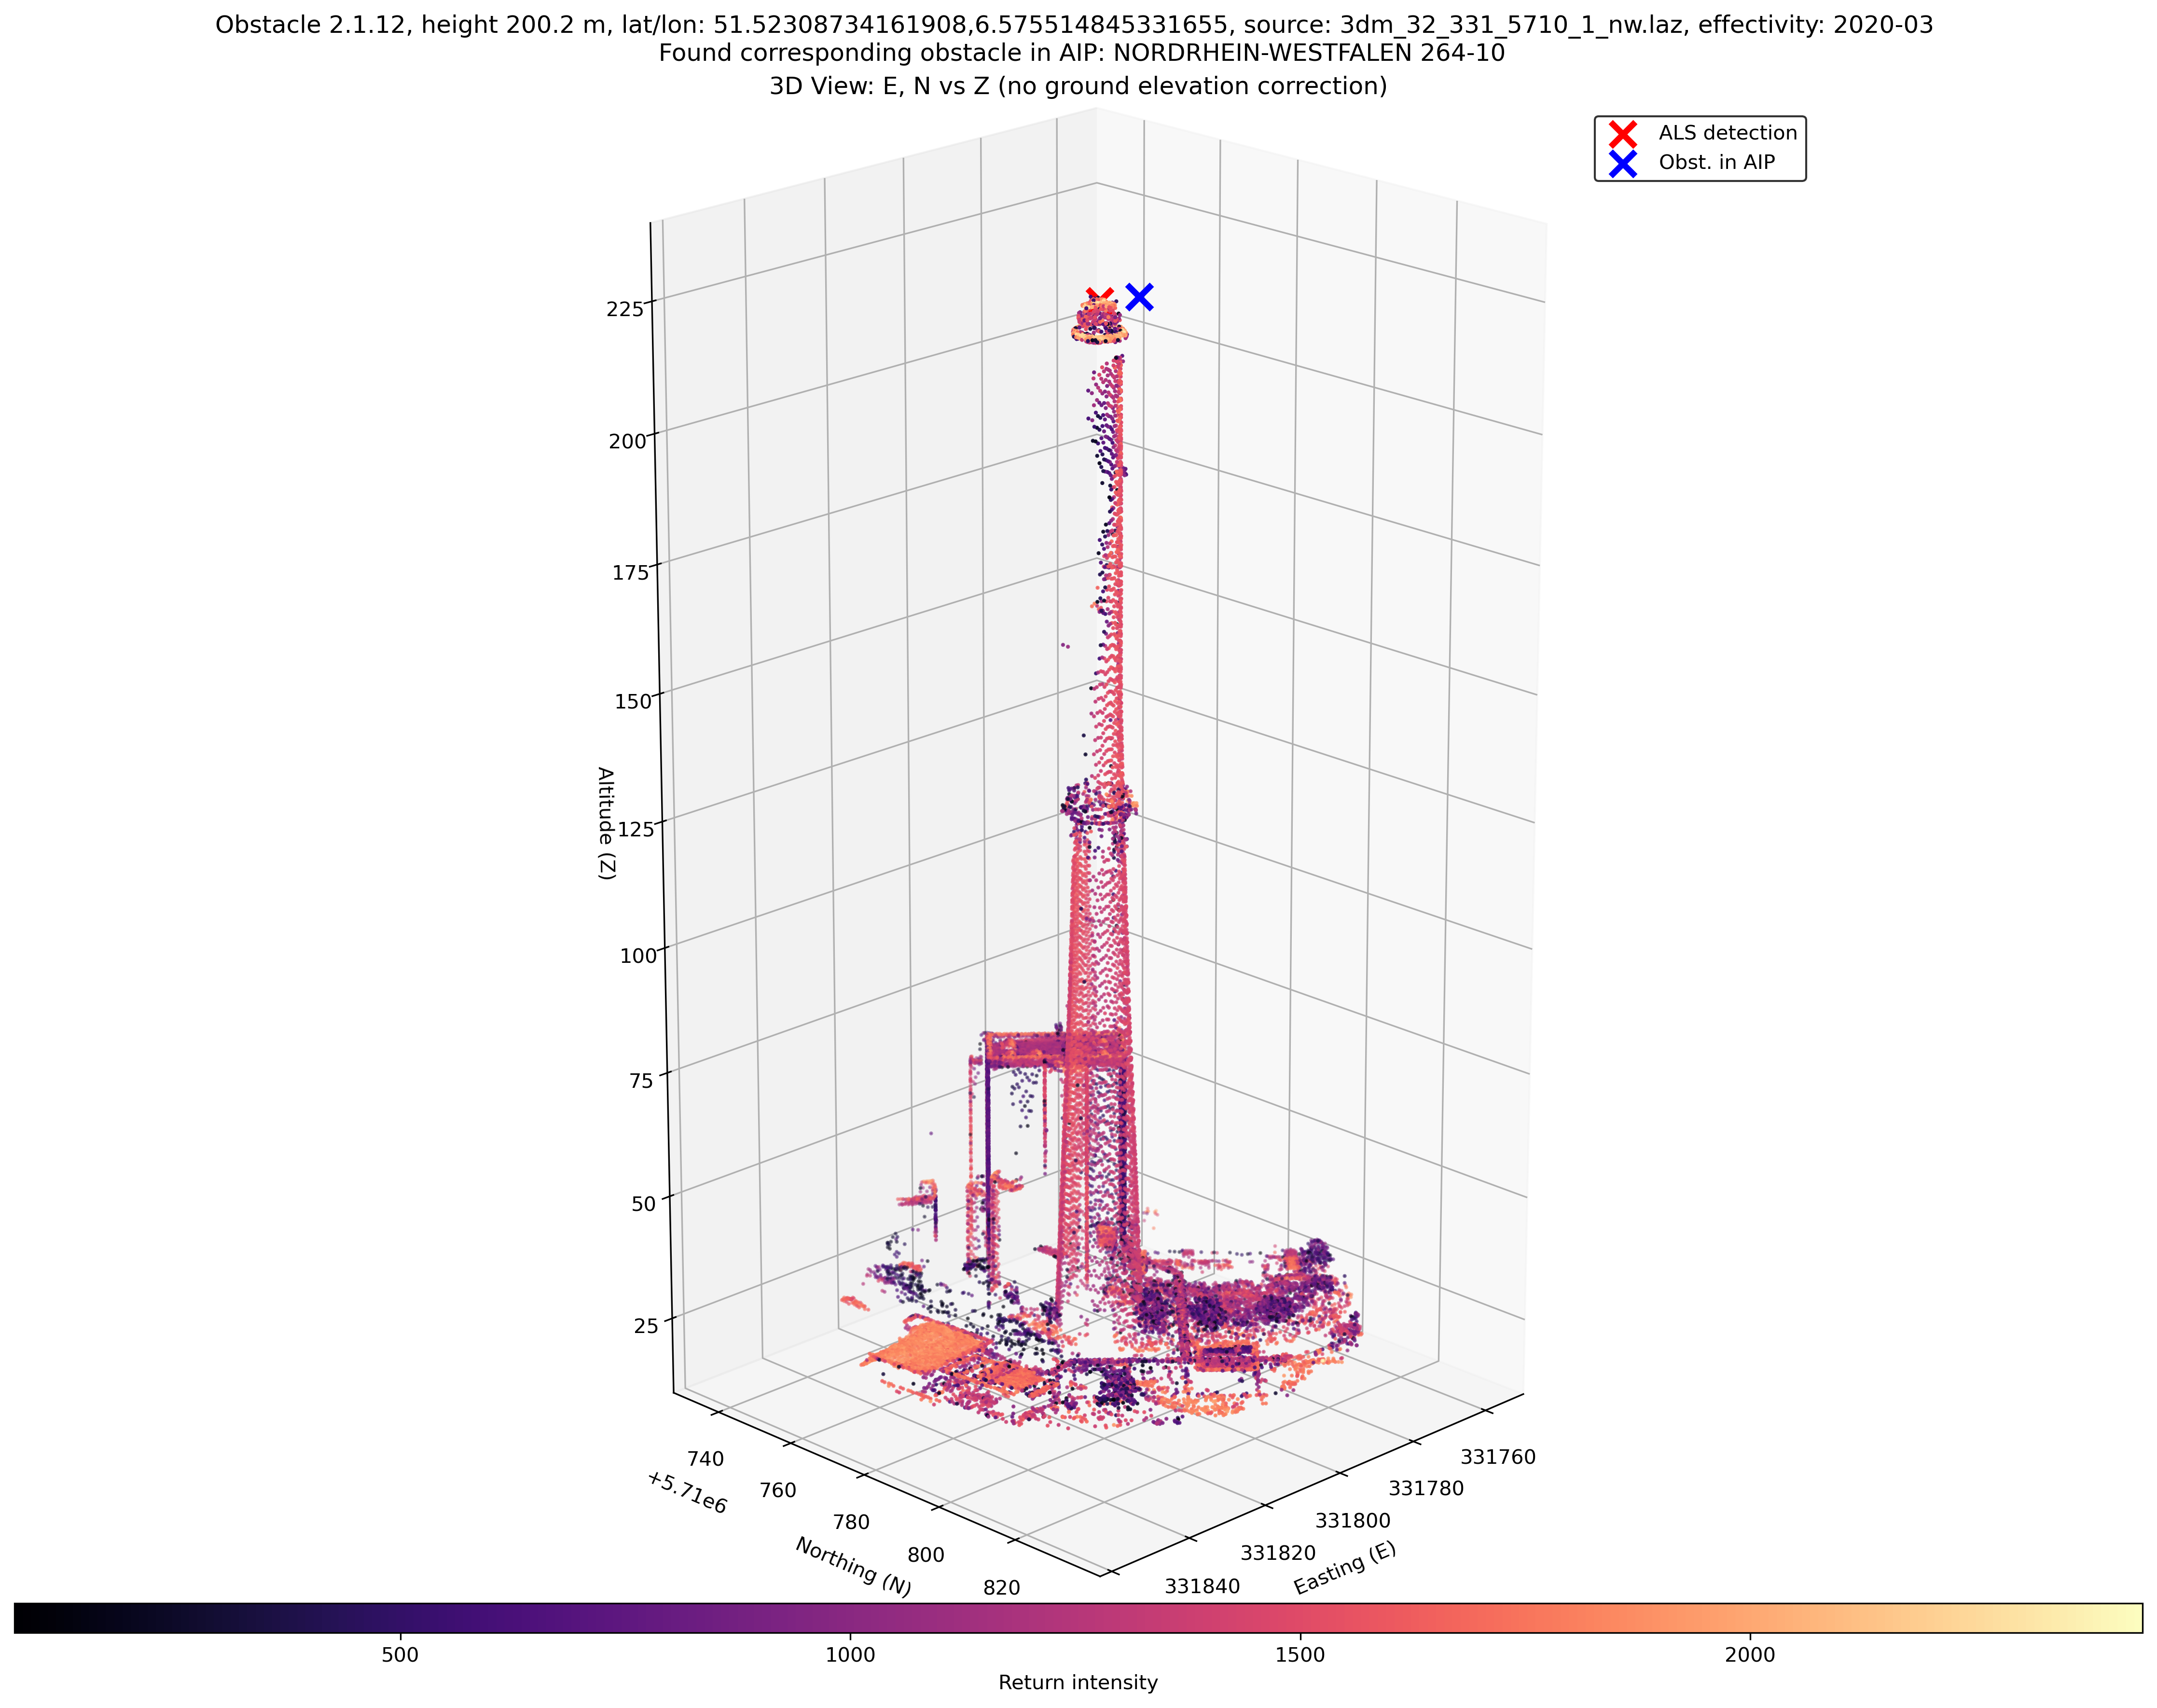 Obstacle 2.1.12, height 200.2 m, lat/lon: 51.52308734161908,6.575514845331655, source: 3dm_32_331_5710_1_nw.laz, effectivity: 2020-03
Found corresponding obstacle in AIP: NORDRHEIN-WESTFALEN 264-10
3D View: E, N vs Z (no ground elevation correction)
ALS detection
Obst. in AIP
225
200
175
150
125
100
75
50
25
Altitude (Z)
740
760
780
800
820
+5.71e6
Northing (N)
331760
331780
331800
331820
331840
Easting (E)
500
1000
1500
2000
Return intensity